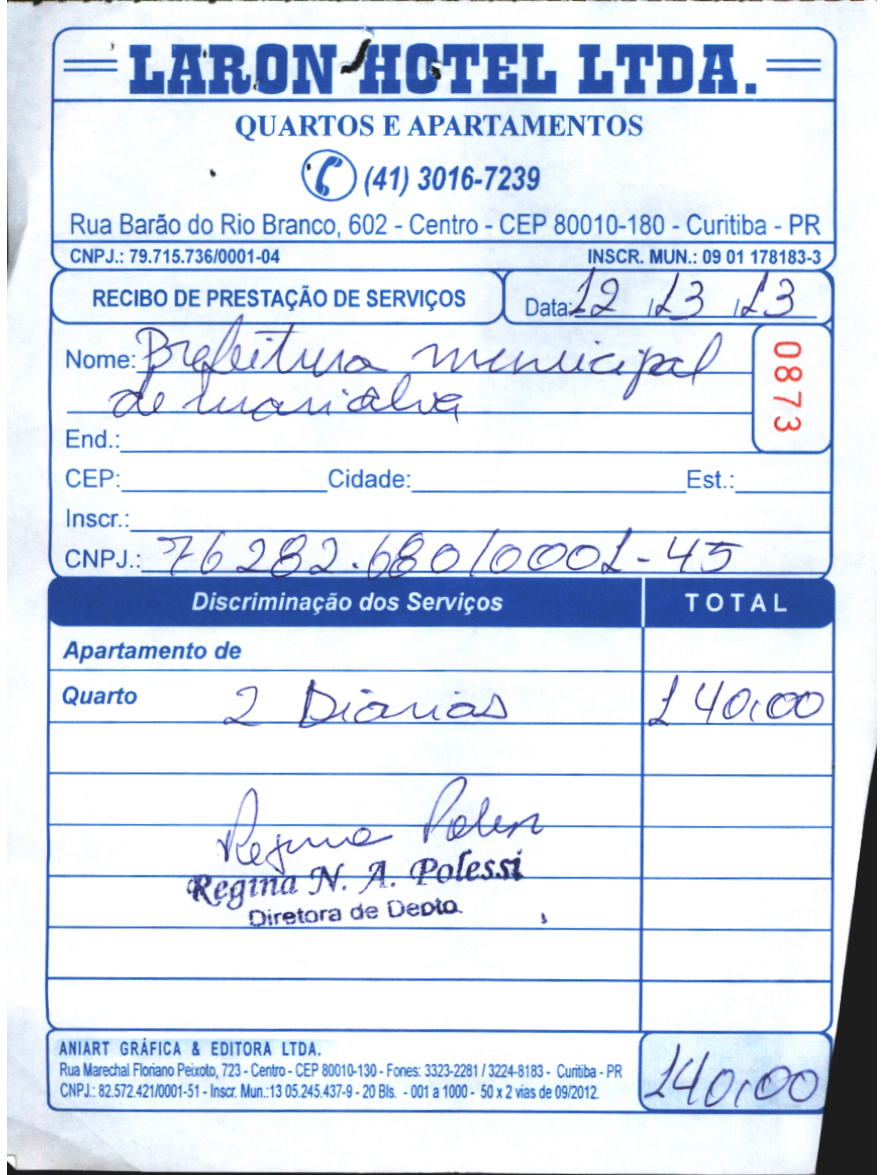 LARON HOTEL LTDA.
QUARTOS E APARTAMENTOS
(41) 3016-7239
Rua Barão do Rio Branco, 602 - Centro - CEP 80010-180 - Curitiba - PR
CNPJ.: 79.715.736/0001-04 INSCR. MUN.: 09 01 178183-3
RECIBO DE PRESTAÇÃO DE SERVIÇOS Data: 12 / 13 / 13
Nome: Prefeitura municipal
de marialva
0873
End.:
CEP: Cidade: Est.:
Inscr.:
CNPJ.: 76282.680/0001-45
Discriminação dos Serviços TOTAL
Apartamento de
Quarto 2 Diarias 140,00
Regina Polessi
Regina N. A. Polessi
Diretora de Depto.
ANIART GRÁFICA & EDITORA LTDA.
Rua Marechal Floriano Peixoto, 723 - Centro - CEP 80010-130 - Fones: 3323-2281 / 3224-8183 - Curitiba - PR
CNPJ.: 82.572.421/0001-51 - Inscr. Mun.:13 05.245.437-9 - 20 Bls. - 001 a 1000 - 50 x 2 vias de 09/2012.
140,00